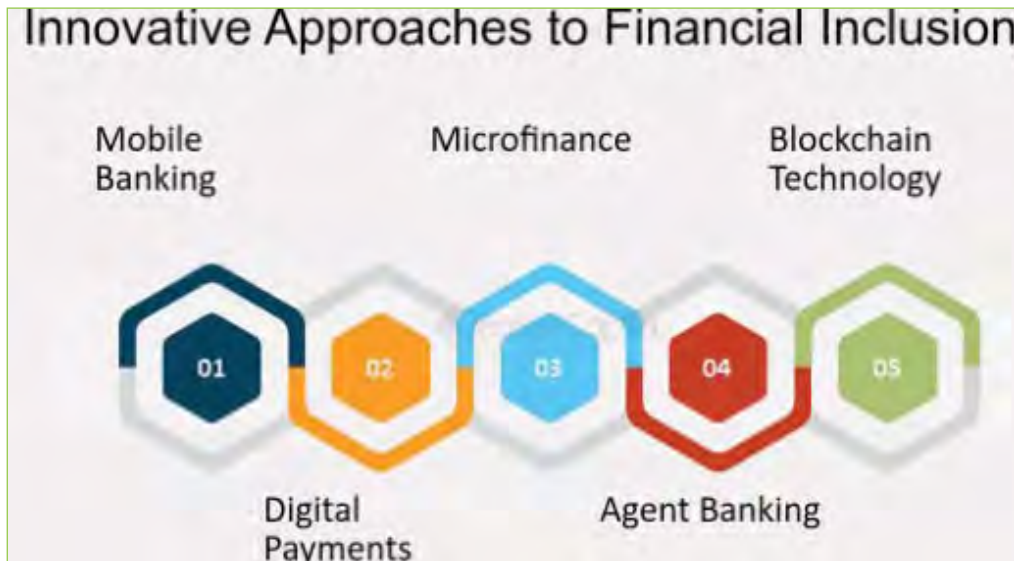 Innovative Approaches to Financial Inclusion
Mobile
Banking
Microfinance
Blockchain
Technology
01
02
03
04
05
Digital
Payments
Agent Banking